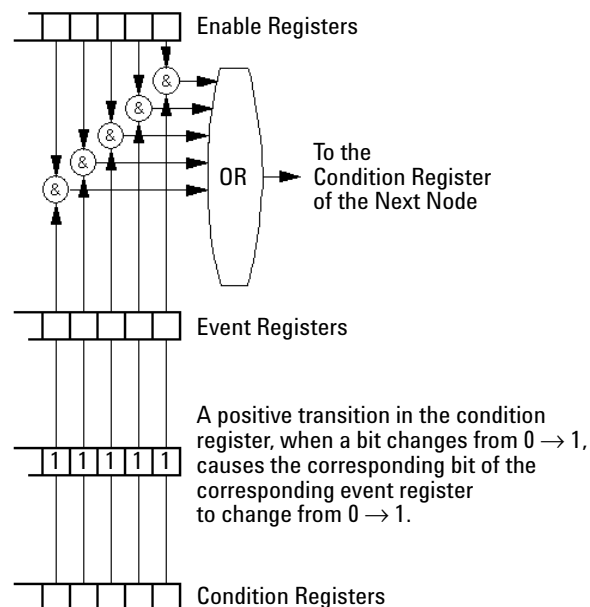 Enable Registers
&
&
&
&
&
OR
To the
Condition Register
of the Next Node
Event Registers
A positive transition in the condition
register, when a bit changes from 0 → 1,
causes the corresponding bit of the
corresponding event register
to change from 0 → 1.
1 1 1 1 1
Condition Registers